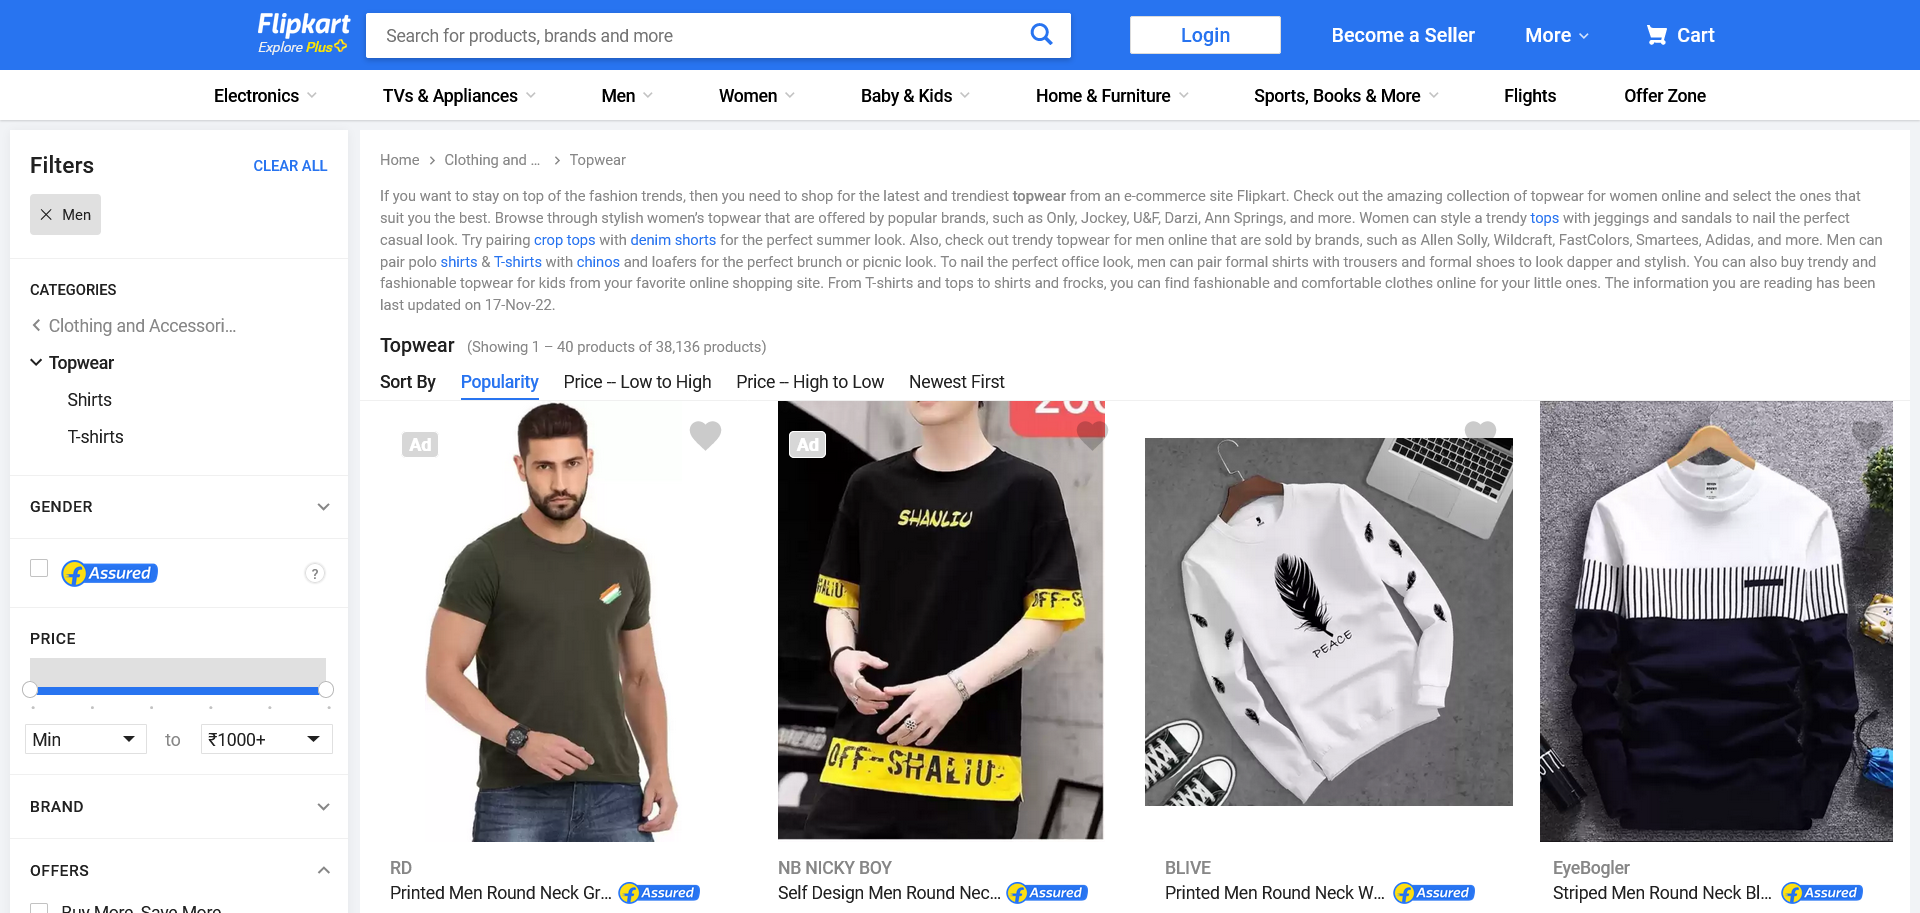 Flipkart
Explore Plus
Search for products, brands and more
Login
Become a Seller
More
Cart
Electronics
TVs & Appliances
Men
Women
Baby & Kids
Home & Furniture
Sports, Books & More
Flights
Offer Zone
Filters
CLEAR ALL
Men
CATEGORIES
Clothing and Accessori...
Topwear
Shirts
T-shirts
GENDER
Assured
?
PRICE
Min
to
₹1000+
BRAND
OFFERS
Buy More, Save More
Home
Clothing and ...
Topwear
If you want to stay on top of the fashion trends, then you need to shop for the latest and trendiest topwear from an e-commerce site Flipkart. Check out the amazing collection of topwear for women online and select the ones that
suit you the best. Browse through stylish women's topwear that are offered by popular brands, such as Only, Jockey, U&F, Darzi, Ann Springs, and more. Women can style a trendy tops with jeggings and sandals to nail the perfect
casual look. Try pairing crop tops with denim shorts for the perfect summer look. Also, check out trendy topwear for men online that are sold by brands, such as Allen Solly, Wildcraft, FastColors, Smartees, Adidas, and more. Men can
pair polo shirts & T-shirts with chinos and loafers for the perfect brunch or picnic look. To nail the perfect office look, men can pair formal shirts with trousers and formal shoes to look dapper and stylish. You can also buy trendy and
fashionable topwear for kids from your favorite online shopping site. From T-shirts and tops to shirts and frocks, you can find fashionable and comfortable clothes online for your little ones. The information you are reading has been
last updated on 17-Nov-22.
Topwear (Showing 1 – 40 products of 38,136 products)
Sort By
Popularity
Price -- Low to High
Price -- High to Low
Newest First
Ad
RD
Printed Men Round Neck Gr...
Assured
Ad
SHANLIU
SHALIU
OFF-S
OFF-SHALIU-
NB NICKY BOY
Self Design Men Round Nec...
Assured
PEACE
BLIVE
Printed Men Round Neck W...
Assured
EyeBogler
Striped Men Round Neck Bl...
Assured